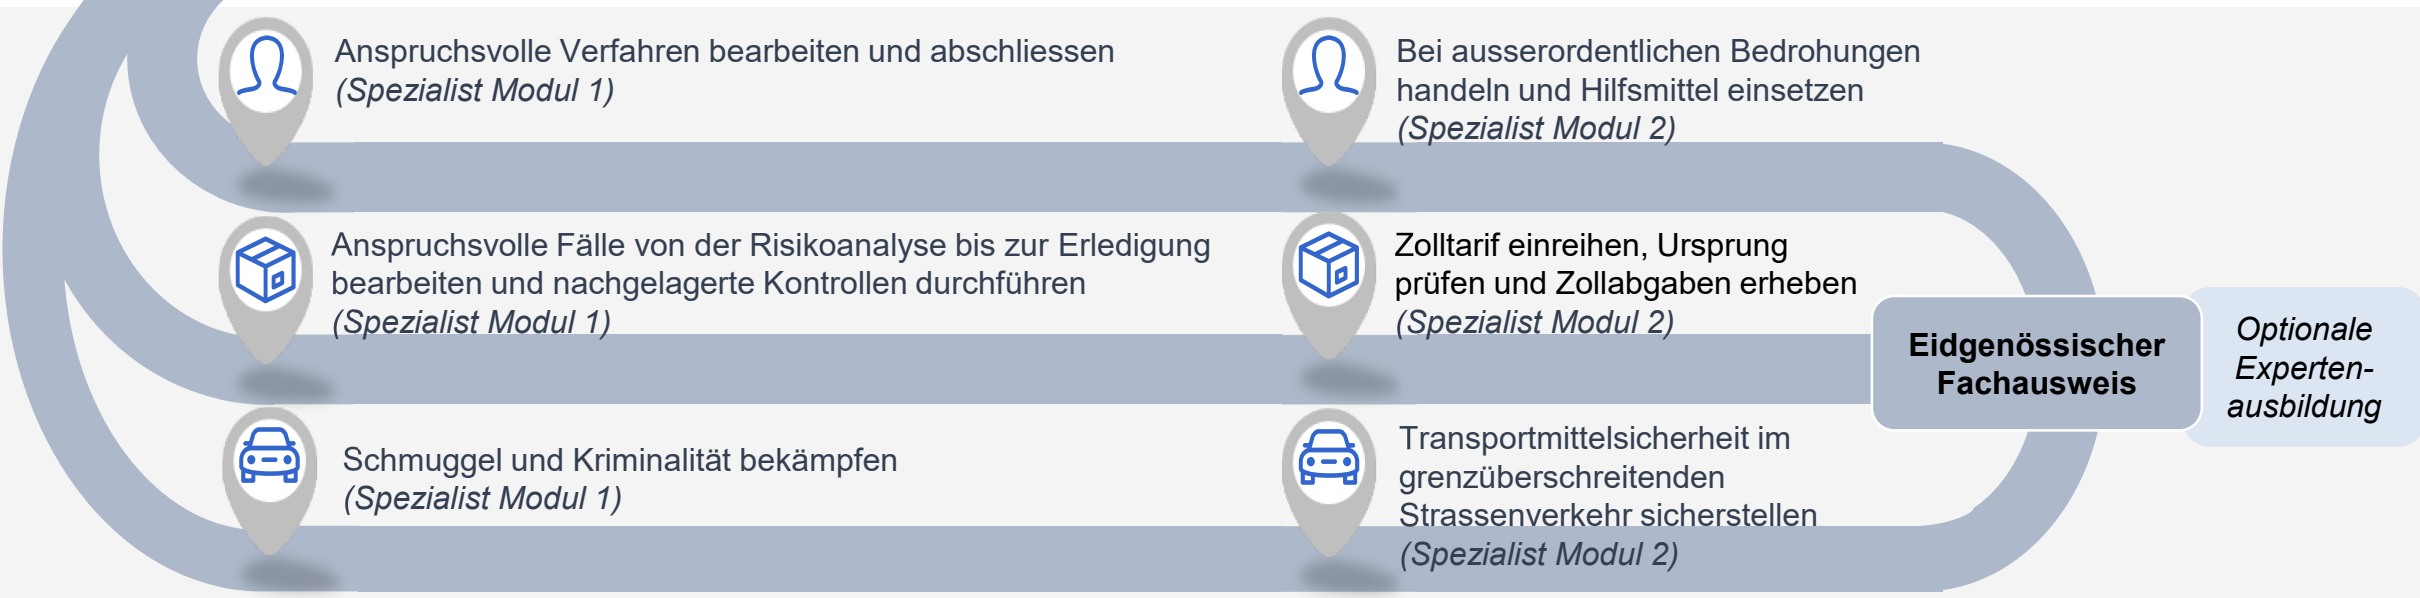 Anspruchsvolle Verfahren bearbeiten und abschliessen
(Spezialist Modul 1)
Bei ausserordentlichen Bedrohungen
handeln und Hilfsmittel einsetzen
(Spezialist Modul 2)
Anspruchsvolle Fälle von der Risikoanalyse bis zur Erledigung
bearbeiten und nachgelagerte Kontrollen durchführen
(Spezialist Modul 1)
Zolltarif einreihen, Ursprung
prüfen und Zollabgaben erheben
(Spezialist Modul 2)
Schmuggel und Kriminalität bekämpfen
(Spezialist Modul 1)
Transportmittelsicherheit im
grenzüberschreitenden
Strassenverkehr sicherstellen
(Spezialist Modul 2)
Eidgenössischer
Fachausweis
Optionale
Experten-
ausbildung